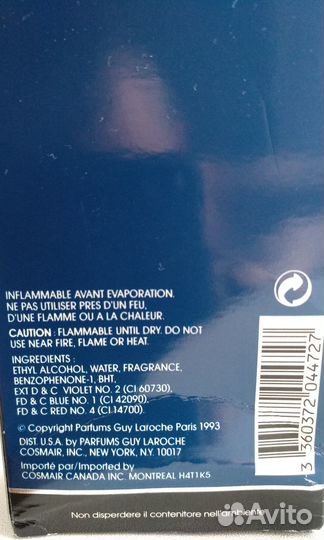 INFLAMMABLE AVANT EVAPORATION.
NE PAS UTILISER PRES D'UN FEU,
D'UNE FLAMME OU A LA CHALEUR.
CAUTION : FLAMMABLE UNTIL DRY. DO NOT
USE NEAR FIRE, FLAME OR HEAT.
INGREDIENTS :
ETHYL ALCOHOL, WATER, FRAGRANCE,
BENZOPHENONE-1, BHT,
EXT D & C VIOLET NO. 2 (CI 60730),
FD & C BLUE NO. 1 (CI 42090),
FD & C RED NO. 4 (CI.14700).
© Copyright Parfums Guy Laroche Paris 1993
DIST. U.S.A. by PARFUMS GUY LAROCHE
COSMAIR, INC., NEW YORK, N.Y. 10017
Importé par/Imported by
COSMAIR CANADA INC. MONTREAL H4T1K5
3 360372 044727
Non disperdere il contenitore nell'ambiente
Avito